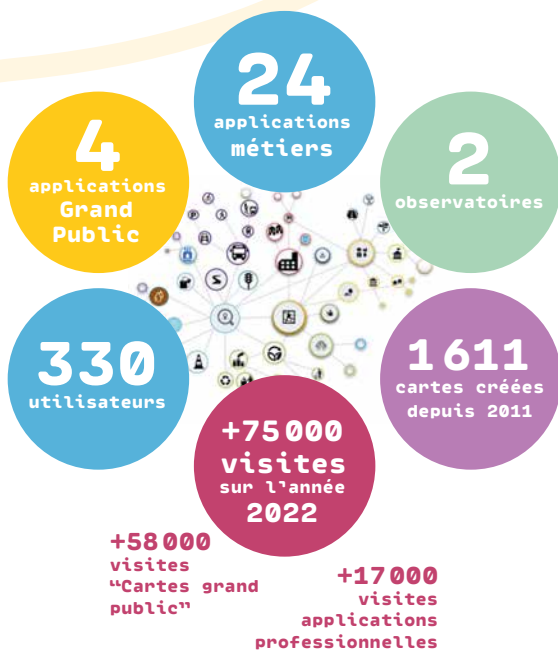 24
applications
métiers
4
applications
Grand
Public
2
observatoires
330
utilisateurs
1 611
cartes créées
depuis 2011
+75 000
visites
sur l'année
2022
+58 000
visites
“Cartes grand
public”
+17 000
visites
applications
professionnelles